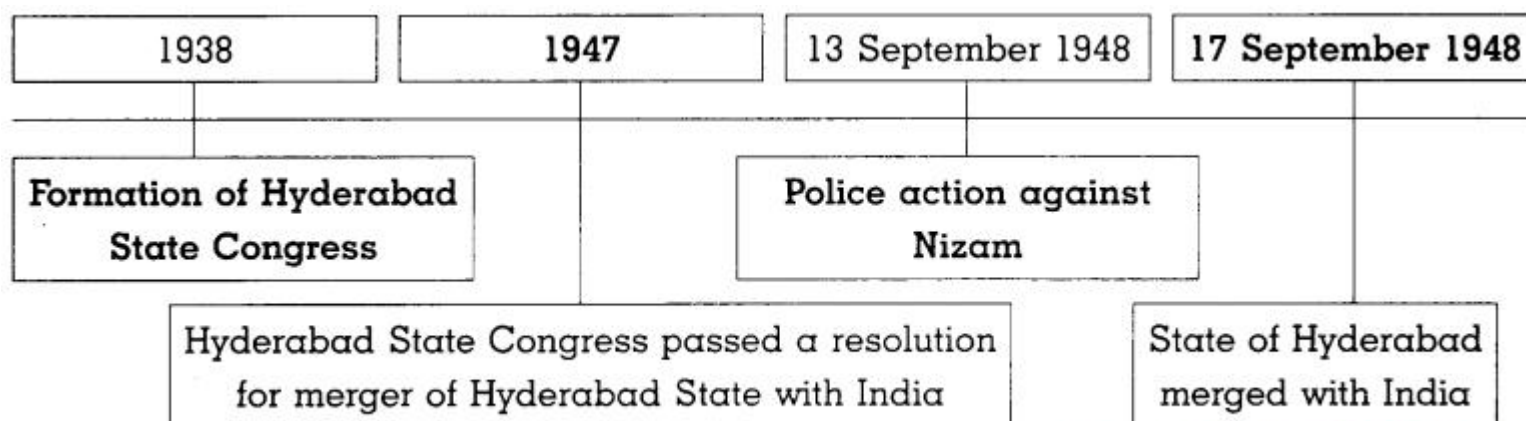 1938
1947
13 September 1948
17 September 1948
Formation of Hyderabad
State Congress
Police action against
Nizam
Hyderabad State Congress passed a resolution
for merger of Hyderabad State with India
State of Hyderabad
merged with India